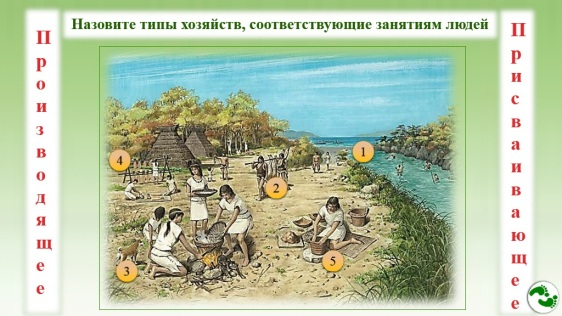 Назовите типы хозяйств, соответствующие занятиям людей
Производящее
1
4
2
3
5
Присваивающее